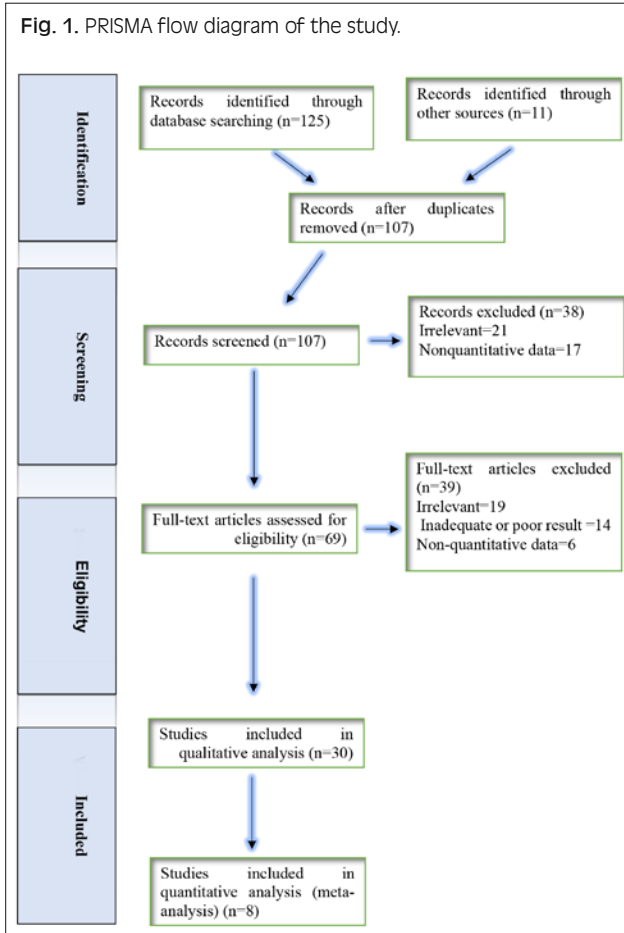 Fig. 1. PRISMA flow diagram of the study.
Identification
Records identified through
database searching (n=125)
Records identified through
other sources (n=11)
Records after duplicates
removed (n=107)
Screening
Records screened (n=107)
Records excluded (n=38)
Irrelevant=21
Nonquantitative data=17
Eligibility
Full-text articles assessed for
eligibility (n=69)
Full-text articles excluded
(n=39)
Irrelevant=19
Inadequate or poor result =14
Non-quantitative data=6
Included
Studies included in
qualitative analysis (n=30)
Studies included in
quantitative analysis (meta-
analysis) (n=8)